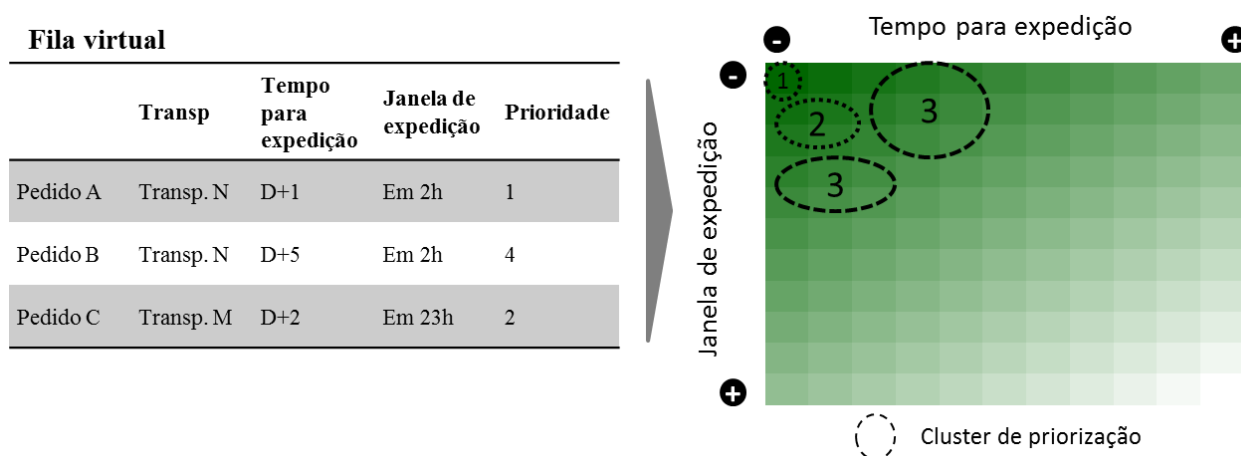 Fila virtual
Transp
Tempo
para
expedição
Janela de
expedição
Prioridade
Pedido A Transp. N D+1 Em 2h 1
Pedido B Transp. N D+5 Em 2h 4
Pedido C Transp. M D+2 Em 23h 2
Tempo para expedição
-
+
-
Janela de expedição
+
1
2
3
3
Cluster de priorização